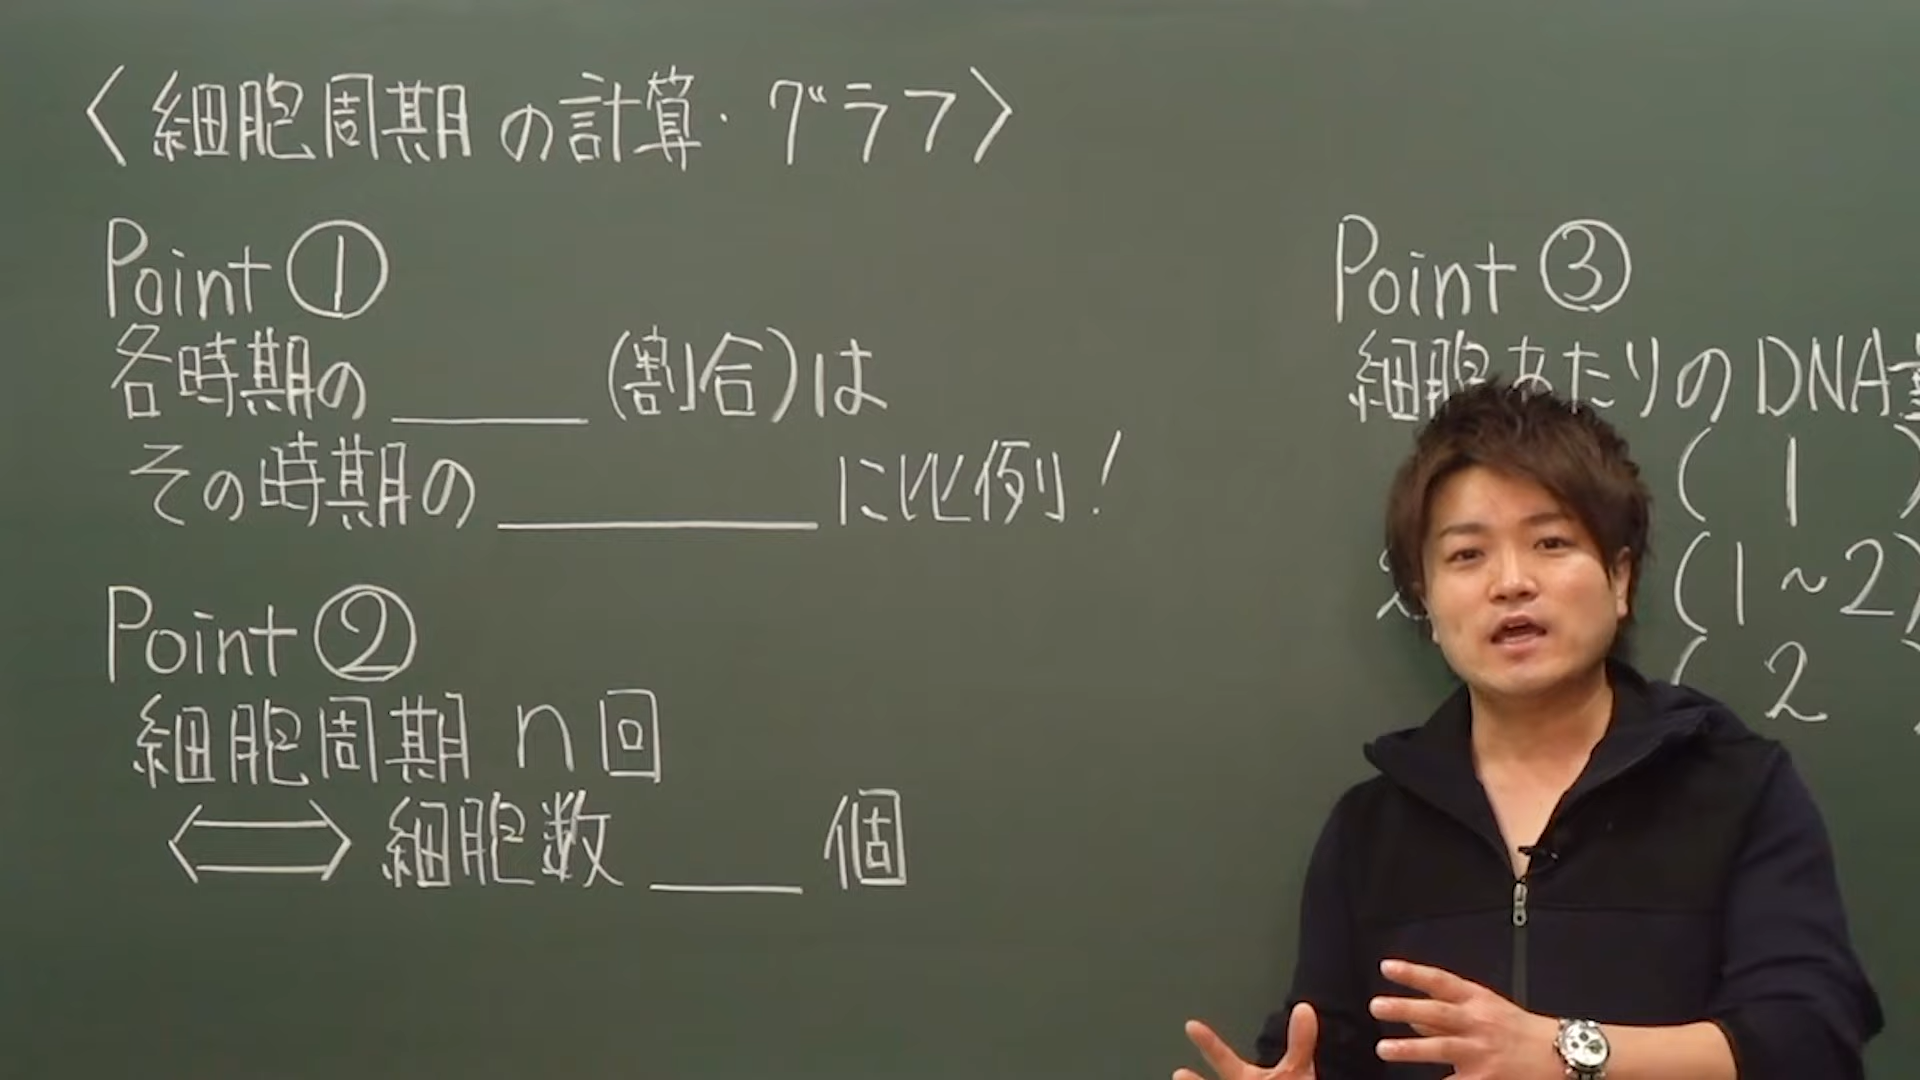 〈細胞周期の計算・グラフ〉
Point①
各時期の＿＿＿(割合)は
その時期の＿＿＿＿＿に比例!
Point②
細胞周期 n回
⟺ 細胞数＿＿＿個
Point③
細胞あたりのDNA量
( 1 )
(1~2)
( 2